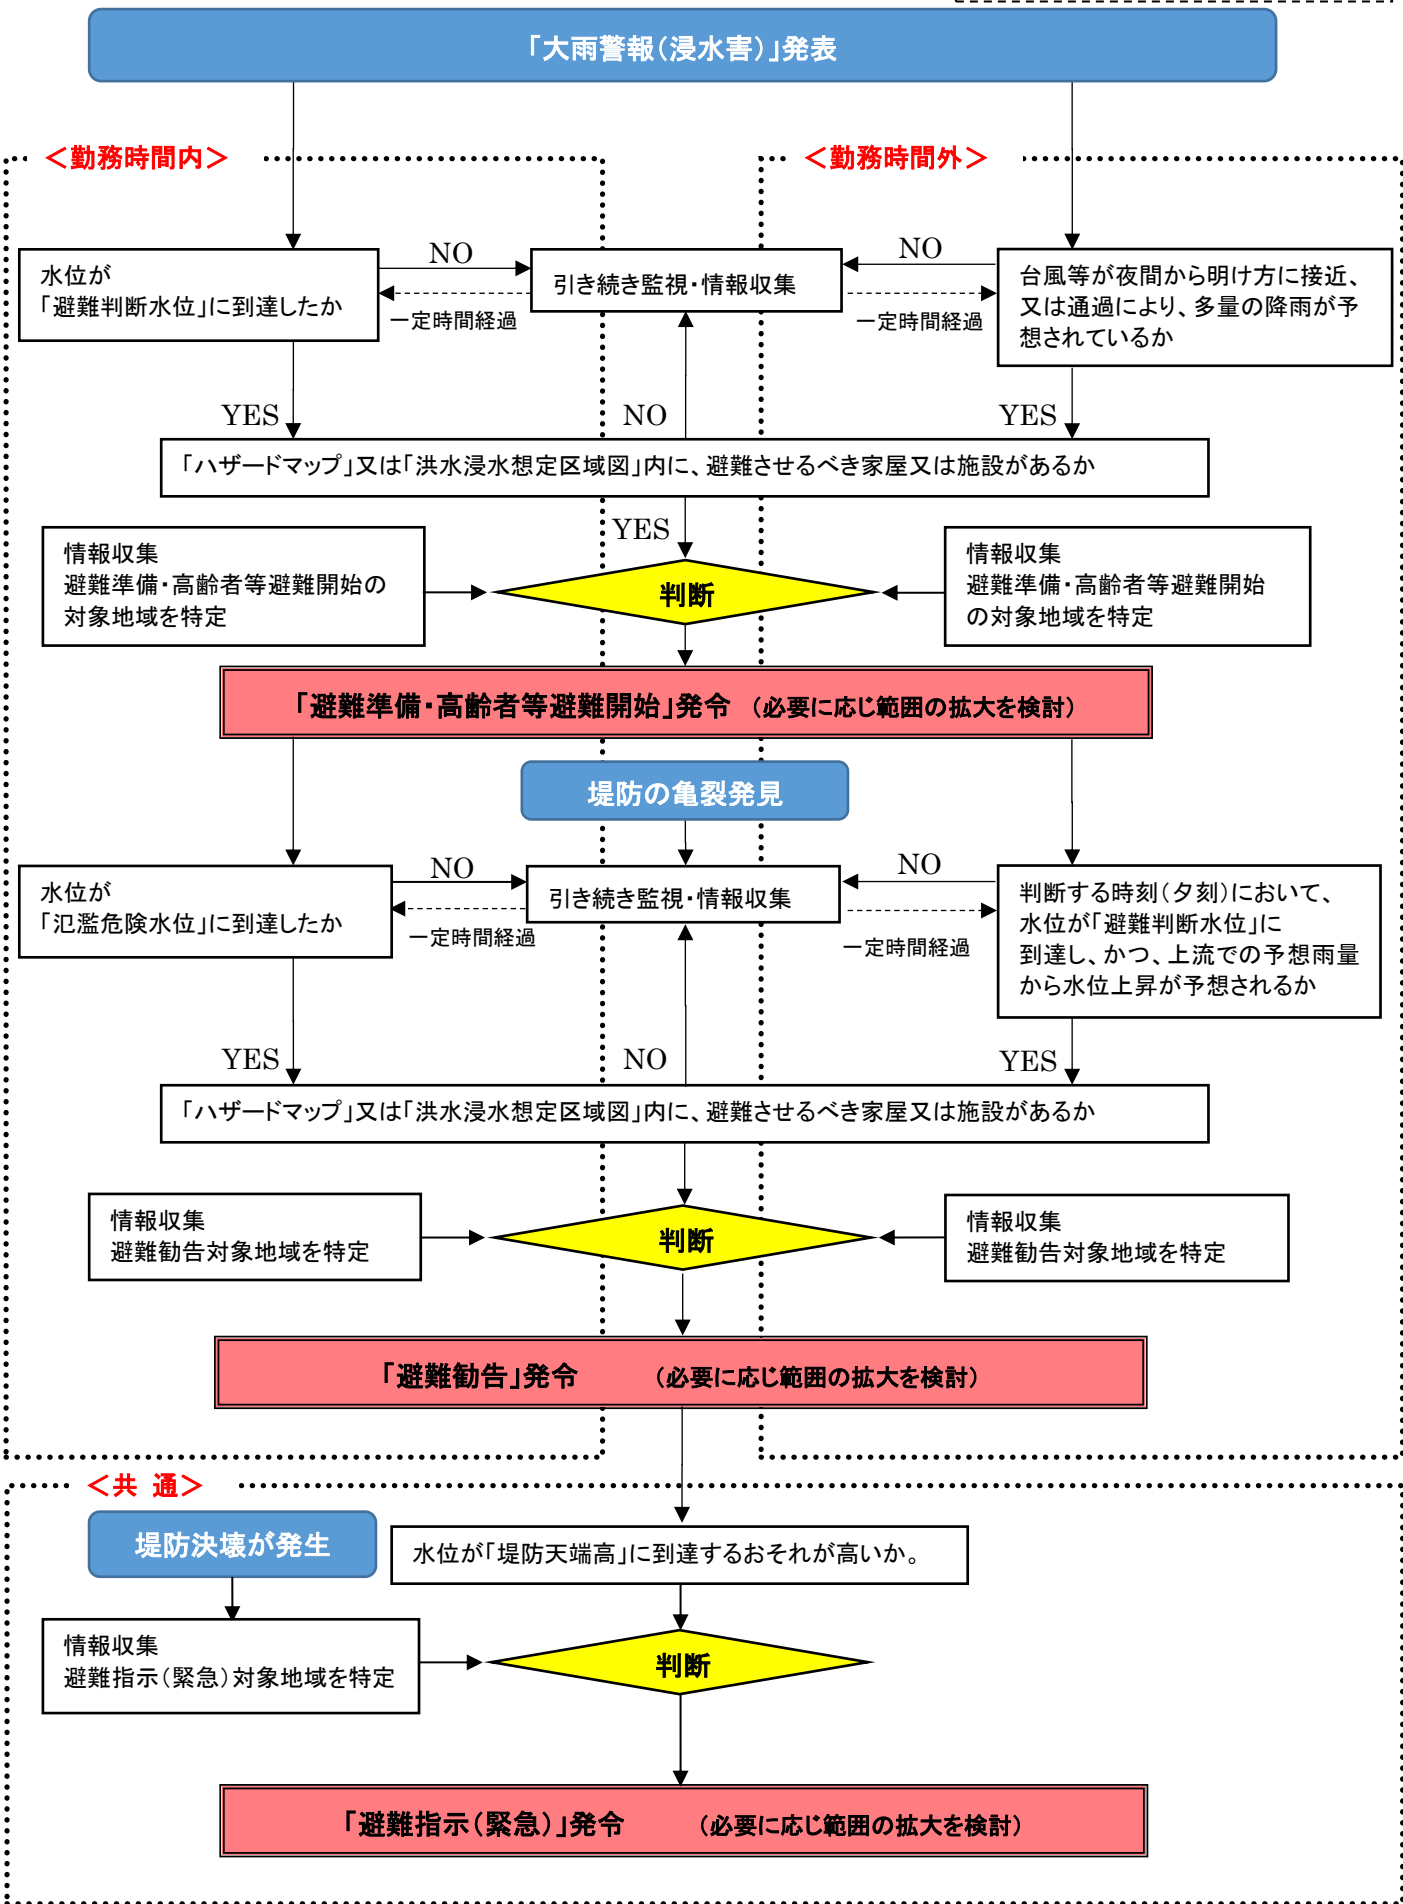 「大雨警報(浸水害)」発表
＜勤務時間内＞
＜勤務時間外＞
水位が
「避難判断水位」に到達したか
NO
一定時間経過
引き続き監視・情報収集
NO
一定時間経過
台風等が夜間から明け方に接近、
又は通過により、多量の降雨が予
想されているか
YES
NO
YES
「ハザードマップ」又は「洪水浸水想定区域図」内に、避難させるべき家屋又は施設があるか
YES
情報収集
避難準備・高齢者等避難開始の
対象地域を特定
判断
情報収集
避難準備・高齢者等避難開始
の対象地域を特定
「避難準備・高齢者等避難開始」発令 (必要に応じ範囲の拡大を検討)
堤防の亀裂発見
水位が
「氾濫危険水位」に到達したか
NO
一定時間経過
引き続き監視・情報収集
NO
一定時間経過
判断する時刻(夕刻)において、
水位が「避難判断水位」に
到達し、かつ、上流での予想雨量
から水位上昇が予想されるか
YES
NO
YES
「ハザードマップ」又は「洪水浸水想定区域図」内に、避難させるべき家屋又は施設があるか
情報収集
避難勧告対象地域を特定
判断
情報収集
避難勧告対象地域を特定
「避難勧告」発令 (必要に応じ範囲の拡大を検討)
＜共 通＞
堤防決壊が発生
水位が「堤防天端高」に到達するおそれが高いか。
情報収集
避難指示(緊急)対象地域を特定
判断
「避難指示(緊急)」発令 (必要に応じ範囲の拡大を検討)